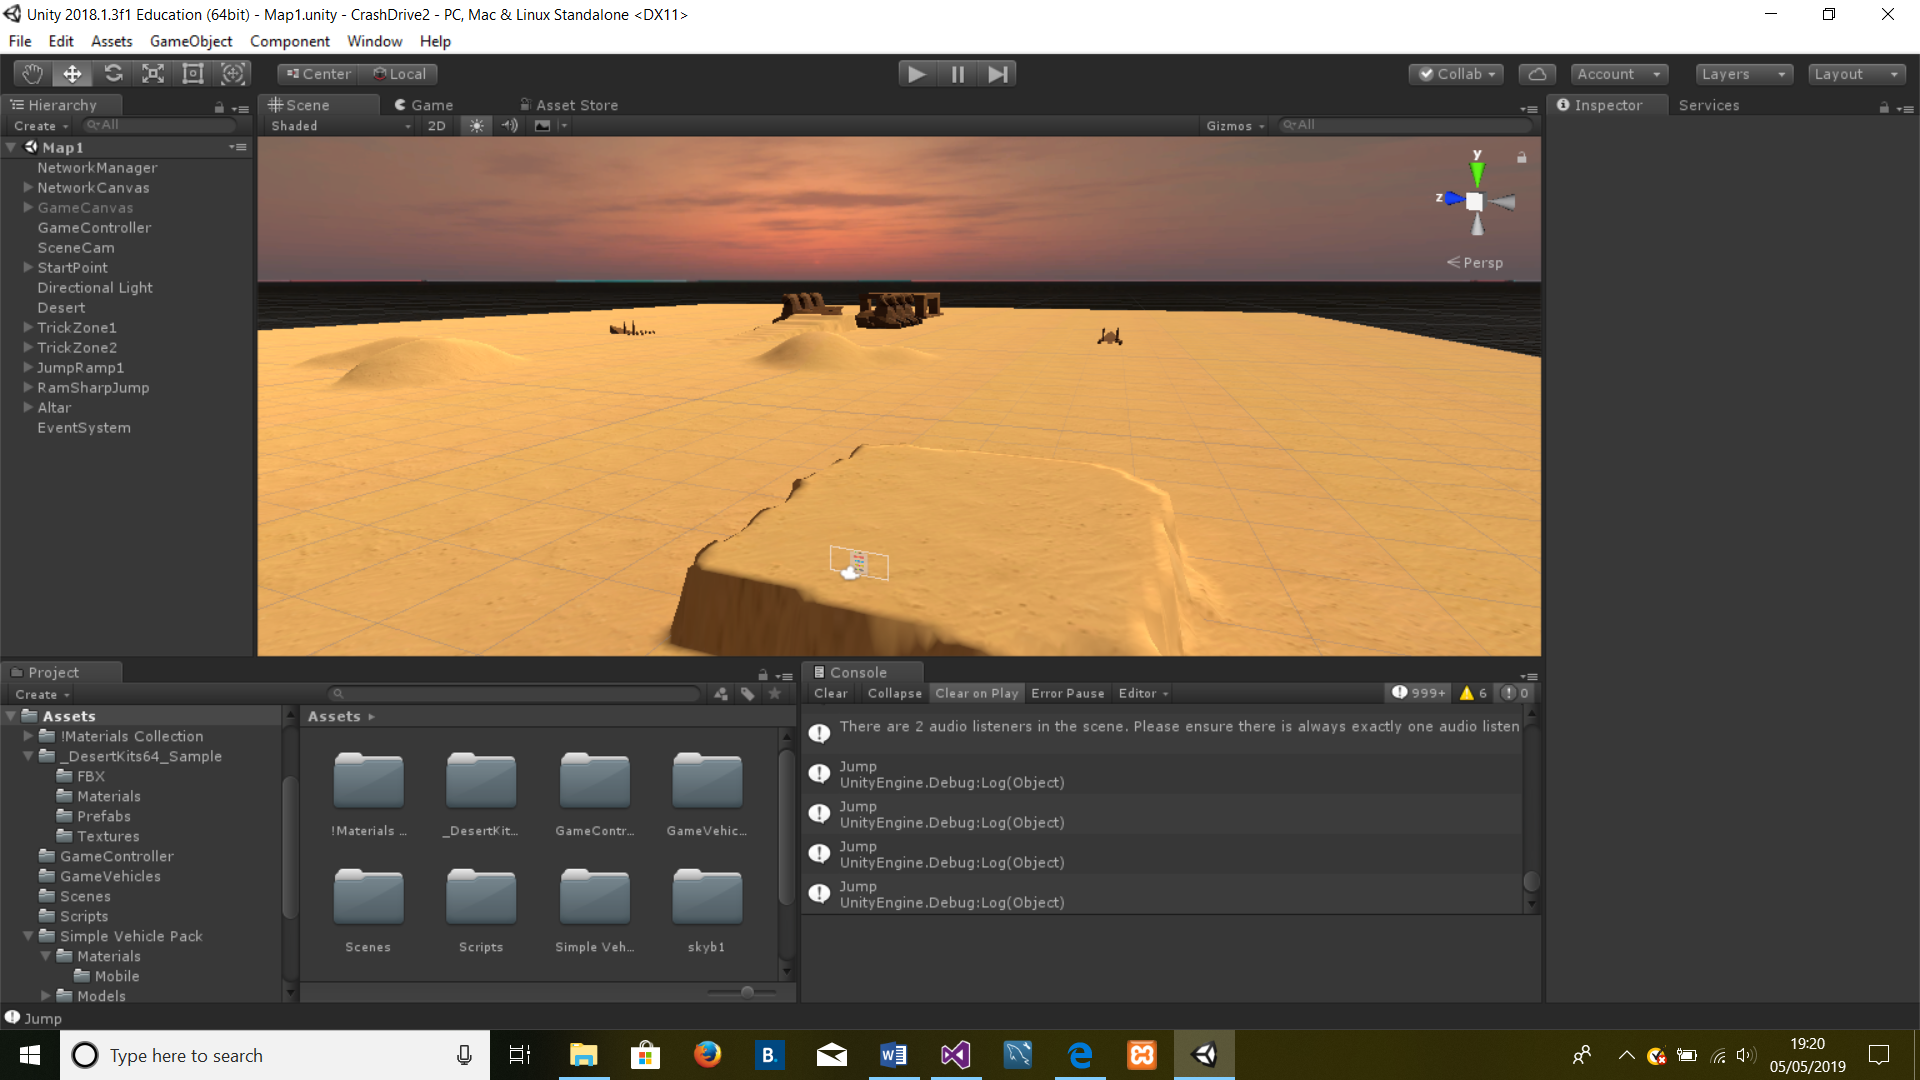 Unity 2018.1.3f1 Education (64bit) - Map1.unity - CrashDrive2 - PC, Mac & Linux Standalone <DX11>
File Edit Assets GameObject Component Window Help
Center Local
Collab Account Layers Layout
Hierarchy
Create All
Map1
NetworkManager
NetworkCanvas
GameCanvas
GameController
SceneCam
StartPoint
Directional Light
Desert
TrickZone1
TrickZone2
JumpRamp1
RamSharpJump
Altar
EventSystem
Scene Game Asset Store
Shaded 2D Gizmos All
y
z
Persp
Inspector Services
Project
Create
Assets
!Materials Collection
_DesertKits64_Sample
FBX
Materials
Prefabs
Textures
GameController
GameVehicles
Scenes
Scripts
Simple Vehicle Pack
Materials
Mobile
Models
Assets
!Materials ... _DesertKit... GameContr... GameVehic...
Scenes Scripts Simple Veh... skyb1
Console
Clear Collapse Clear on Play Error Pause Editor 999+ 6 0
There are 2 audio listeners in the scene. Please ensure there is always exactly one audio listen
Jump
UnityEngine.Debug:Log(Object)
Jump
UnityEngine.Debug:Log(Object)
Jump
UnityEngine.Debug:Log(Object)
Jump
UnityEngine.Debug:Log(Object)
Jump
Type here to search
B.
19:20
05/05/2019